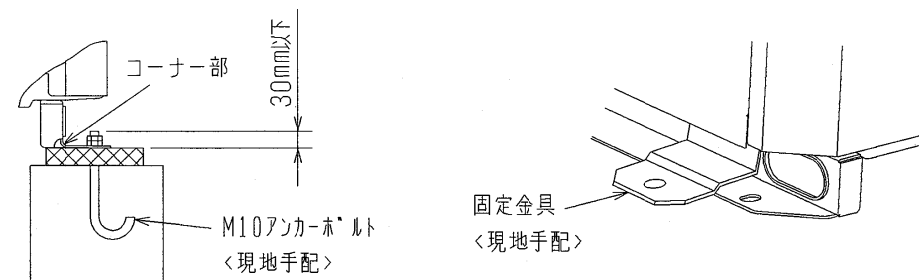 コーナー部
30mm以下
M10アンカーボルト
<現地手配>
固定金具
<現地手配>